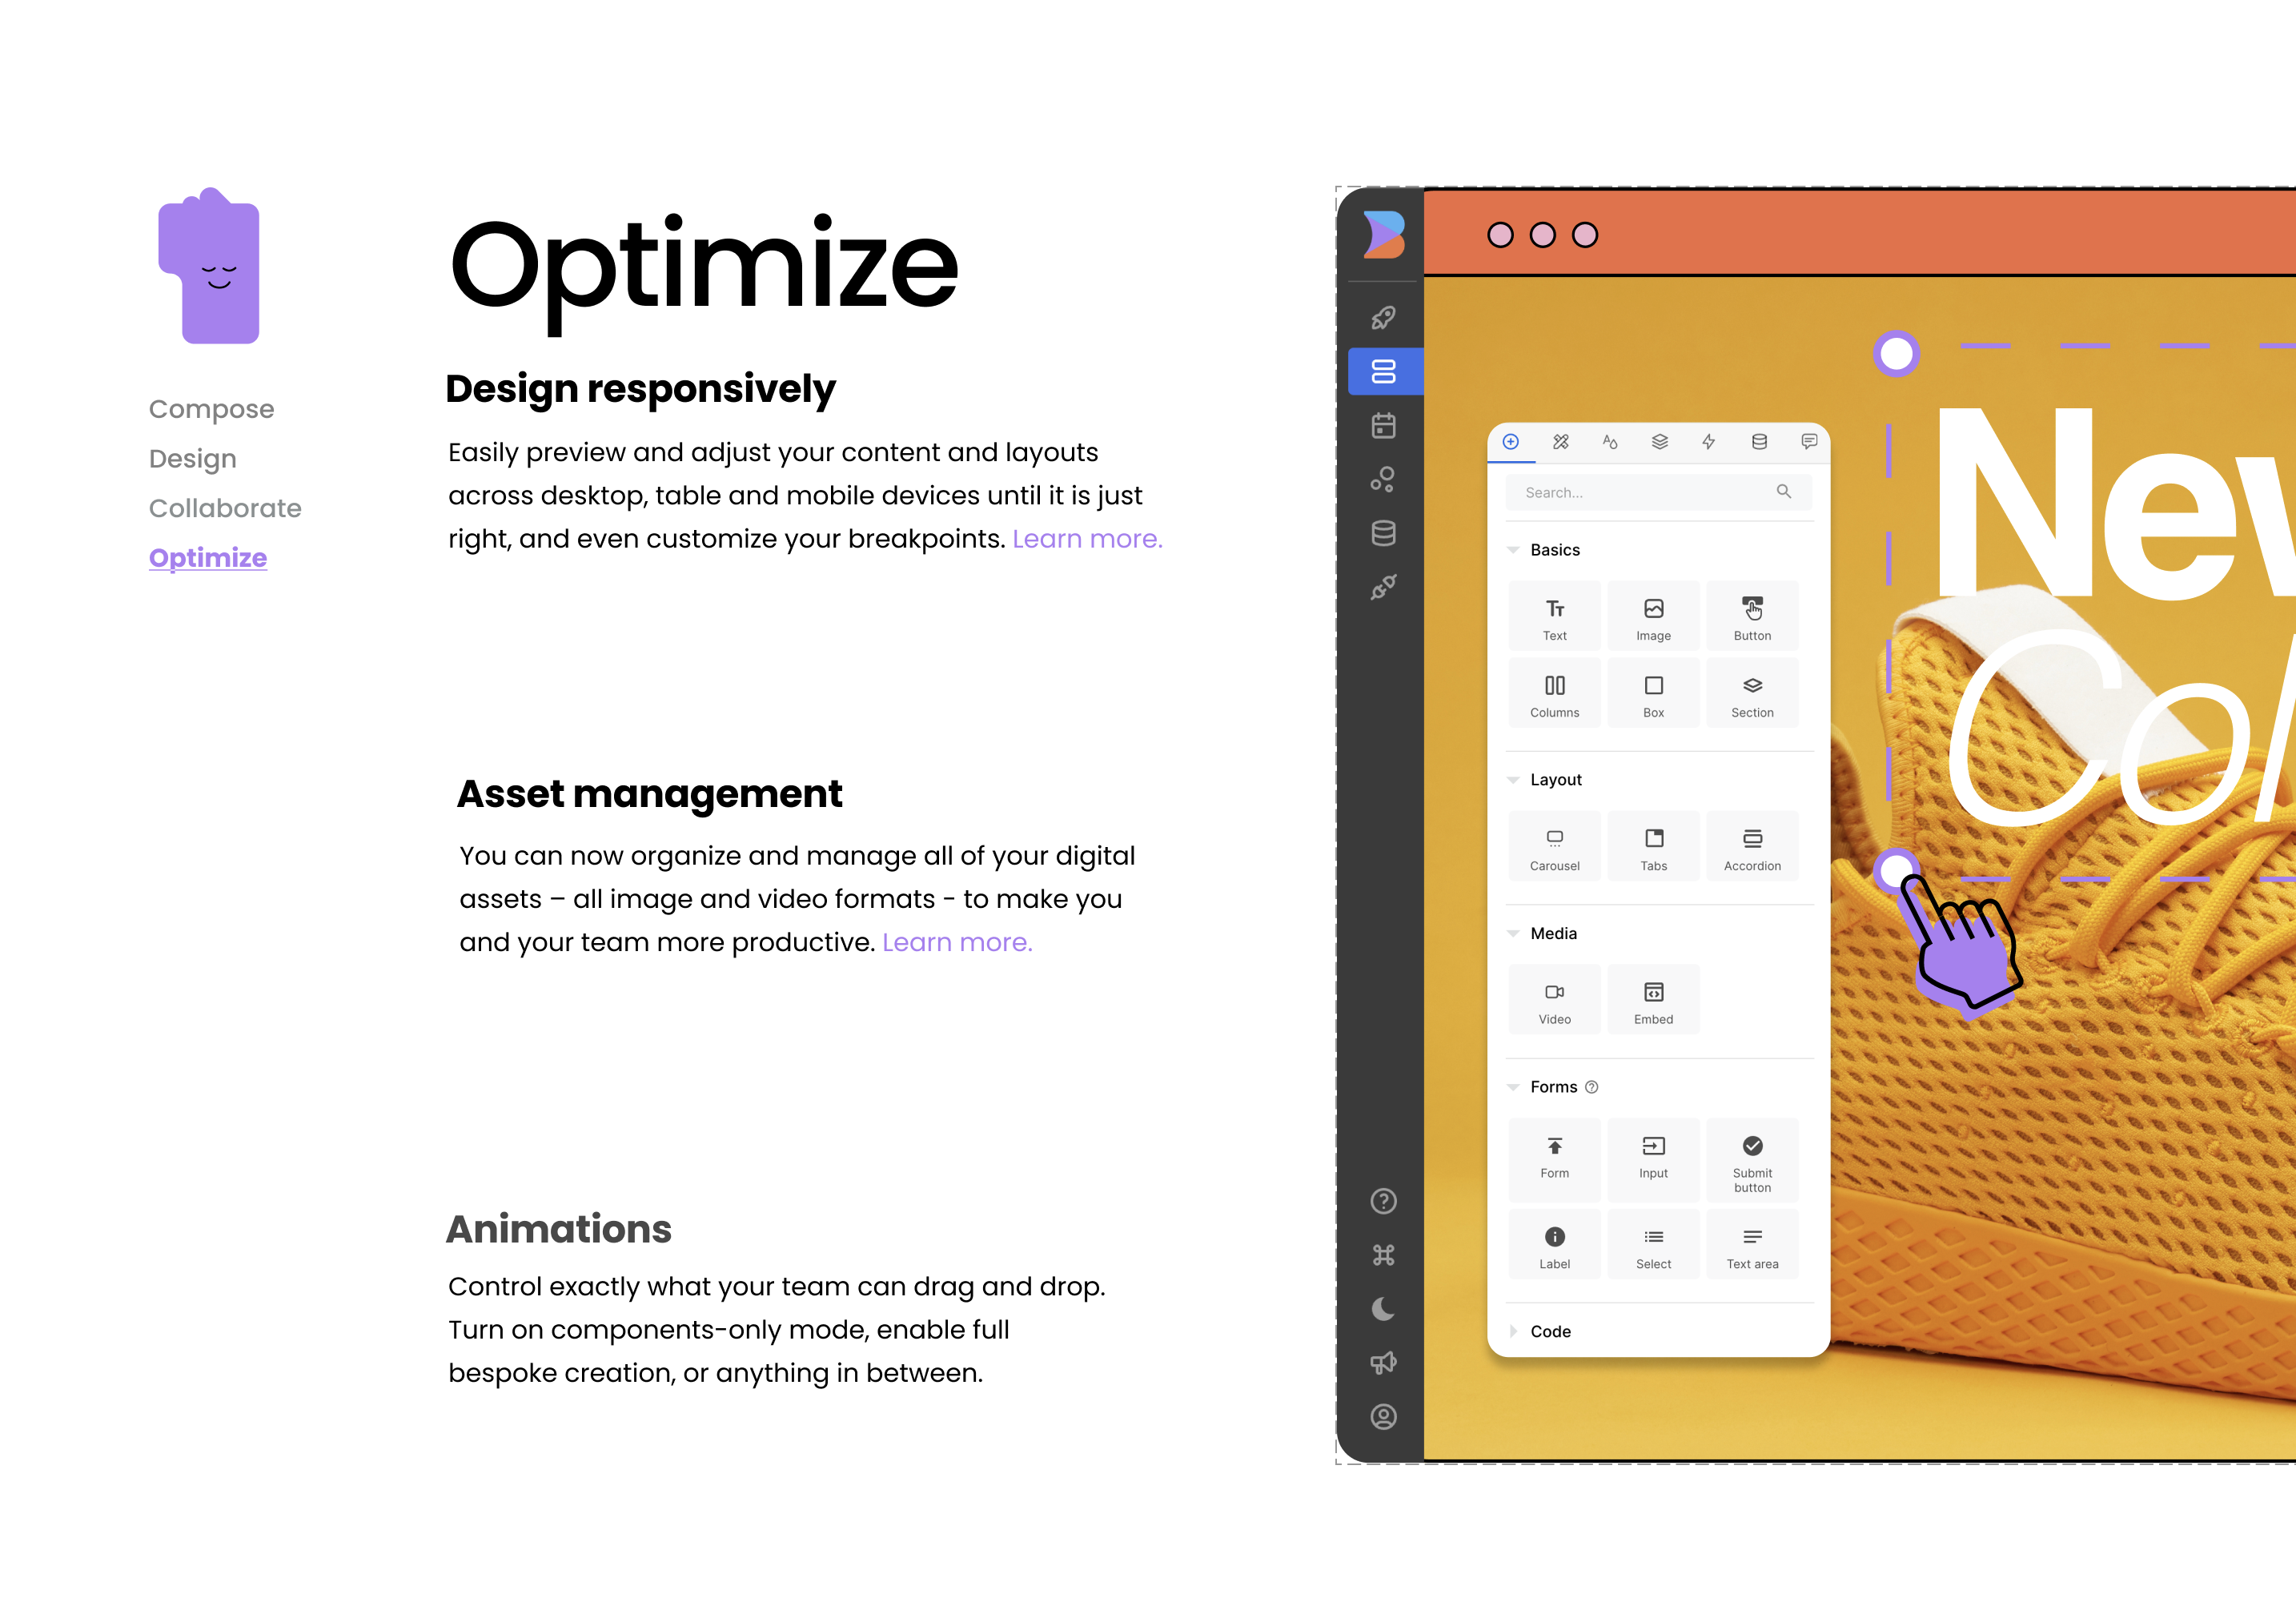 Compose
Design
Collaborate
Optimize
Optimize
Design responsively
Easily preview and adjust your content and layouts
across desktop, table and mobile devices until it is just
right, and even customize your breakpoints. Learn more.
Asset management
You can now organize and manage all of your digital
assets – all image and video formats - to make you
and your team more productive. Learn more.
Animations
Control exactly what your team can drag and drop.
Turn on components-only mode, enable full
bespoke creation, or anything in between.
Search...
Basics
Text
Image
Button
Columns
Box
Section
Layout
Carousel
Tabs
Accordion
Media
Video
Embed
Forms
Form
Input
Submit
button
Label
Select
Text area
Code
New
Col